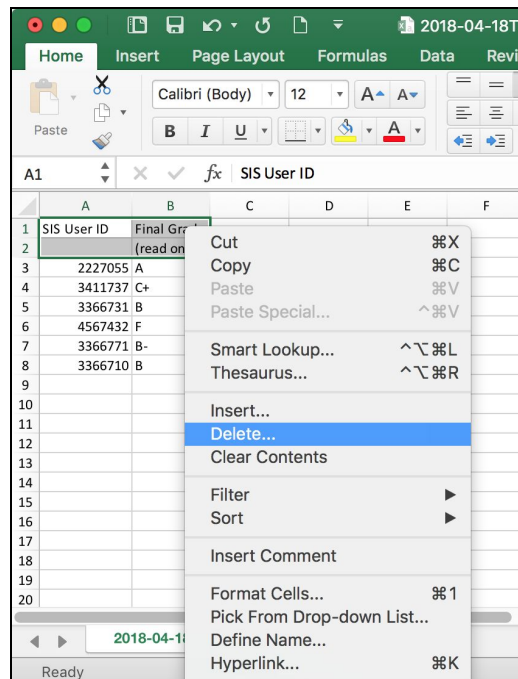 2018-04-18T
Home Insert Page Layout Formulas Data Revi
Paste Calibri (Body) 12 A A
B I U A
A1 fx SIS User ID
A B C D E F
1 SIS User ID Final Grad
2 (read on
3 2227055 A
4 3411737 C+
5 3366731 B
6 4567432 F
7 3366771 B-
8 3366710 B
9
10
11
12
13
14
15
16
17
18
19
20
Cut ⌘X
Copy ⌘C
Paste ⌘V
Paste Special... ^⌘V
Smart Lookup... ^⌥⌘L
Thesaurus... ^⌥⌘R
Insert...
Delete...
Clear Contents
Filter
Sort
Insert Comment
Format Cells... ⌘1
Pick From Drop-down List...
Define Name...
Hyperlink... ⌘K
2018-04-18
Ready